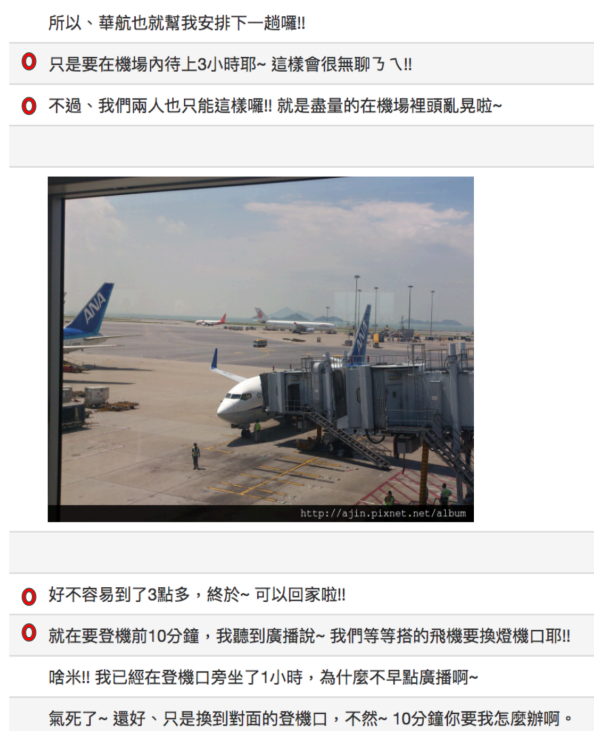 所以、華航也就幫我安排下一趟囉!!
只是要在機場內待上3小時耶~ 這樣會很無聊ㄋㄟ!!
不過、我們兩人也只能這樣囉!! 就是盡量的在機場裡頭亂晃啦~
ANA
ANA
http://ajin.pixnet.net/album
好不容易到了3點多，終於~ 可以回家啦!!
就在要登機前10分鐘，我聽到廣播說~ 我們等等搭的飛機要換燈機口耶!!
啥米!! 我已經在登機口旁坐了1小時，為什麼不早點廣播啊~
氣死了~ 還好、只是換到對面的登機口，不然~ 10分鐘你要我怎麼辦啊。